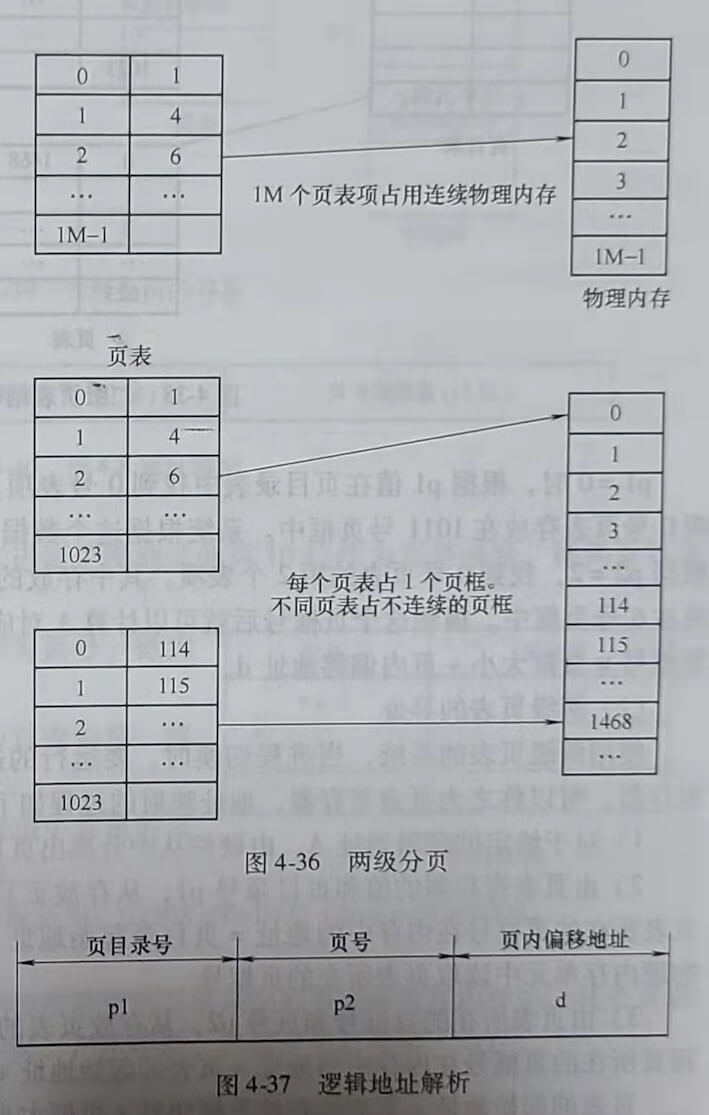 0 1
1 4
2 6
… …
1M-1
1M 个页表项占用连续物理内存
0
1
2
3
…
1M-1
物理内存
页表
0 1
1 4
2 6
… …
1023
每个页表占 1 个页框。
不同页表占不连续的页框
0 114
1 115
2 …
… …
1023
0
1
2
3
…
114
115
…
1468
…
图 4-36 两级分页
页目录号 页号 页内偏移地址
p1 p2 d
图 4-37 逻辑地址解析